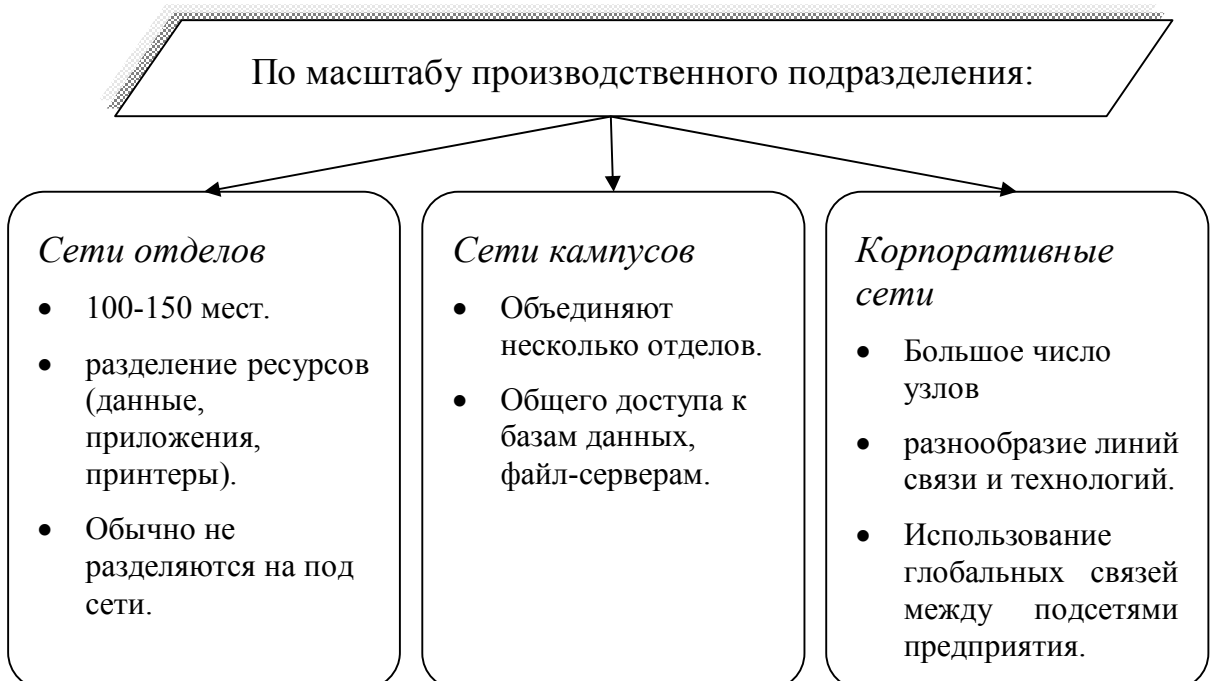 По масштабу производственного подразделения:
Сети отделов
• 100-150 мест.
• разделение ресурсов
(данные,
приложения,
принтеры).
• Обычно не
разделяются на под
сети.
Сети кампусов
• Объединяют
несколько отделов.
• Общего доступа к
базам данных,
файл-серверам.
Корпоративные
сети
• Большое число
узлов
• разнообразие линий
связи и технологий.
• Использование
глобальных связей
между подсетями
предприятия.